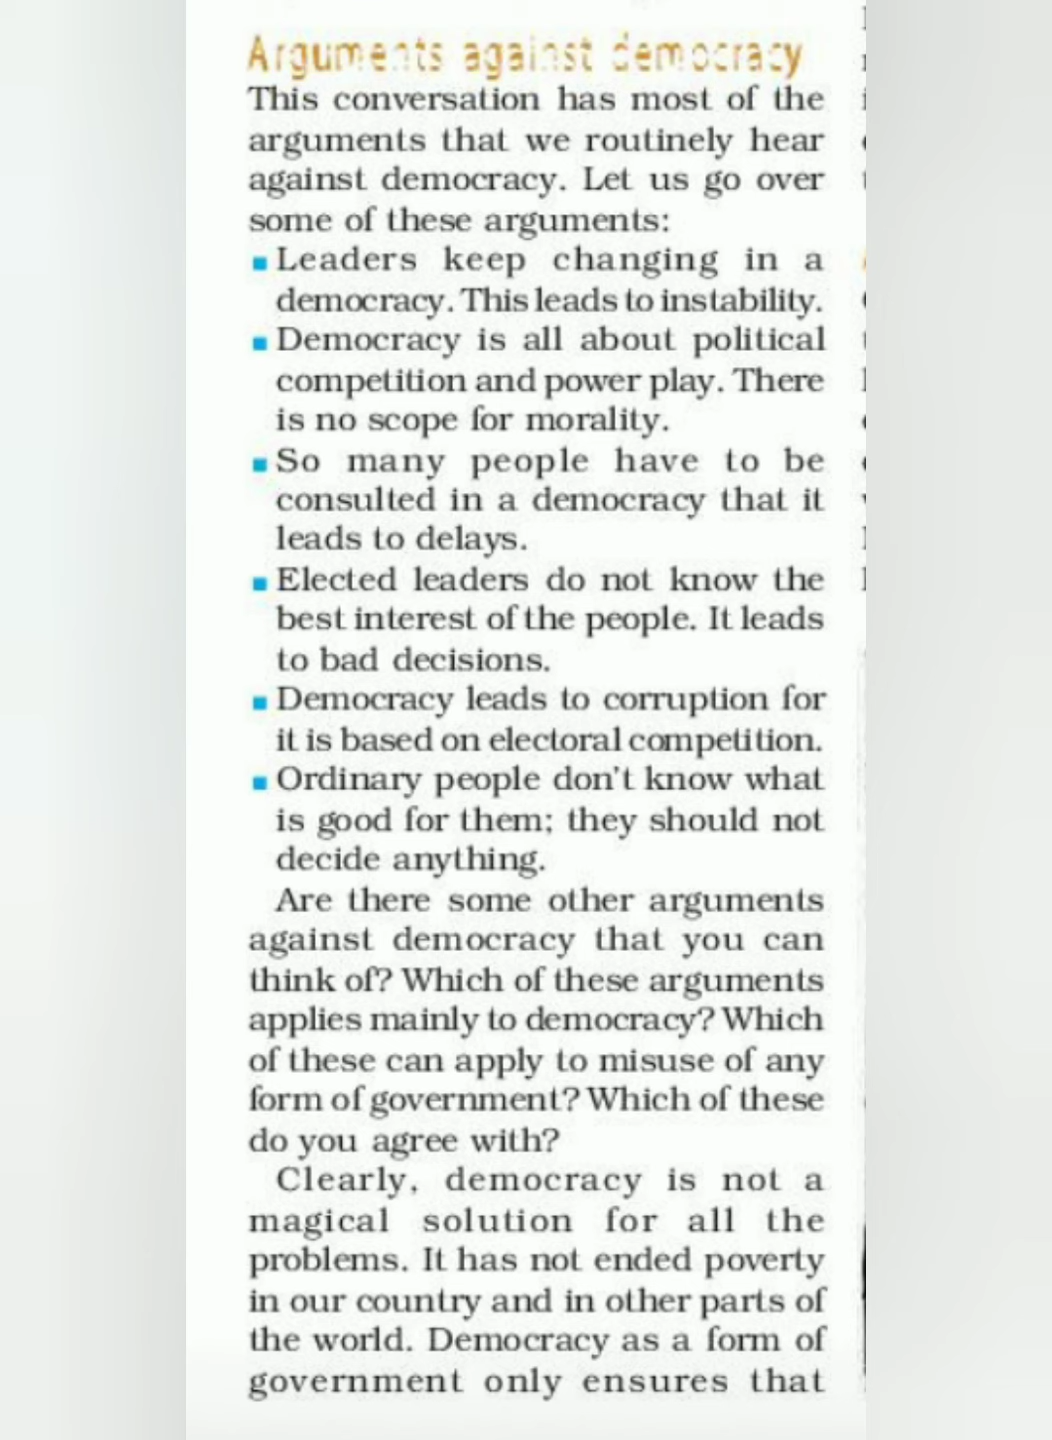 Arguments against democracy
This conversation has most of the
arguments that we routinely hear
against democracy. Let us go over
some of these arguments:
▪ Leaders keep changing in a
democracy. This leads to instability.
▪ Democracy is all about political
competition and power play. There
is no scope for morality.
▪ So many people have to be
consulted in a democracy that it
leads to delays.
▪ Elected leaders do not know the
best interest of the people. It leads
to bad decisions.
▪ Democracy leads to corruption for
it is based on electoral competition.
▪ Ordinary people don't know what
is good for them; they should not
decide anything.
Are there some other arguments
against democracy that you can
think of? Which of these arguments
applies mainly to democracy? Which
of these can apply to misuse of any
form of government? Which of these
do you agree with?
Clearly, democracy is not a
magical solution for all the
problems. It has not ended poverty
in our country and in other parts of
the world. Democracy as a form of
government only ensures that